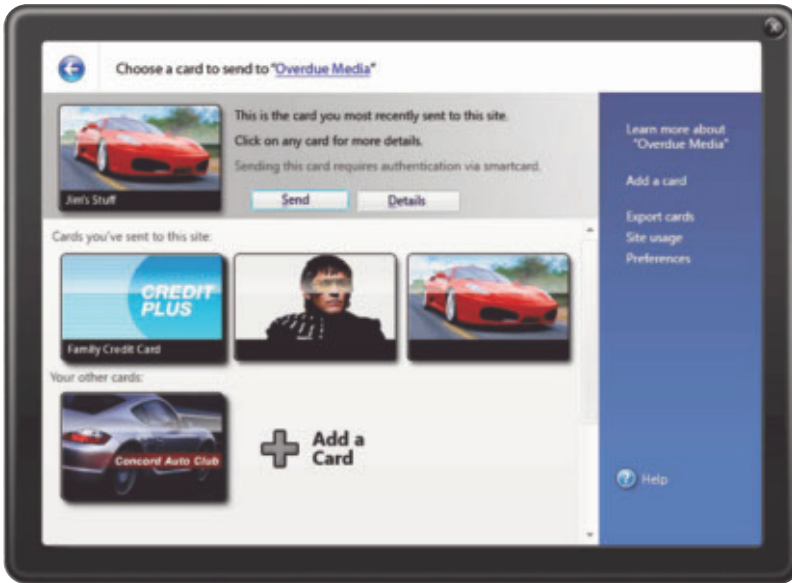 Choose a card to send to "Overdue Media"
This is the card you most recently sent to this site.
Click on any card for more details.
Sending this card requires authentication via smartcard.
Jim's Stuff
Send
Details
Cards you've sent to this site:
CREDIT
PLUS
Family Credit Card
Your other cards:
Concord Auto Club
Add a
Card
Learn more about
"Overdue Media"
Add a card
Export cards
Site usage
Preferences
Help